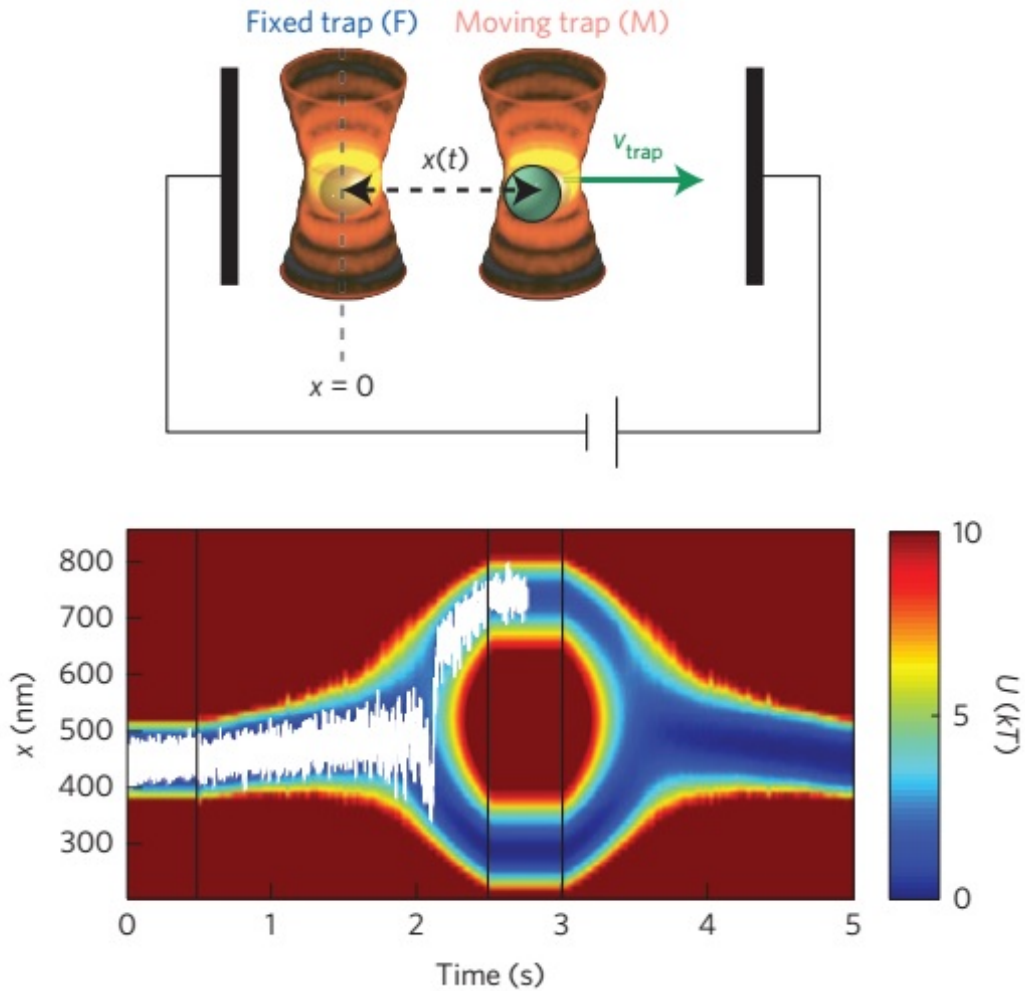 Fixed trap (F) Moving trap (M)
x(t)
v_trap
x = 0
800
700
600
500
400
300
x (nm)
0 1 2 3 4 5
Time (s)
10
5
0
U (kT)